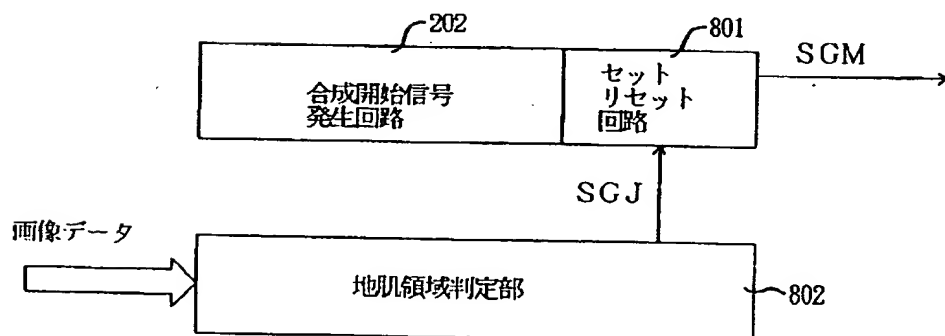 202
801
SGM
合成開始信号
発生回路
セット
リセット
回路
SGJ
画像データ
地肌領域判定部
802